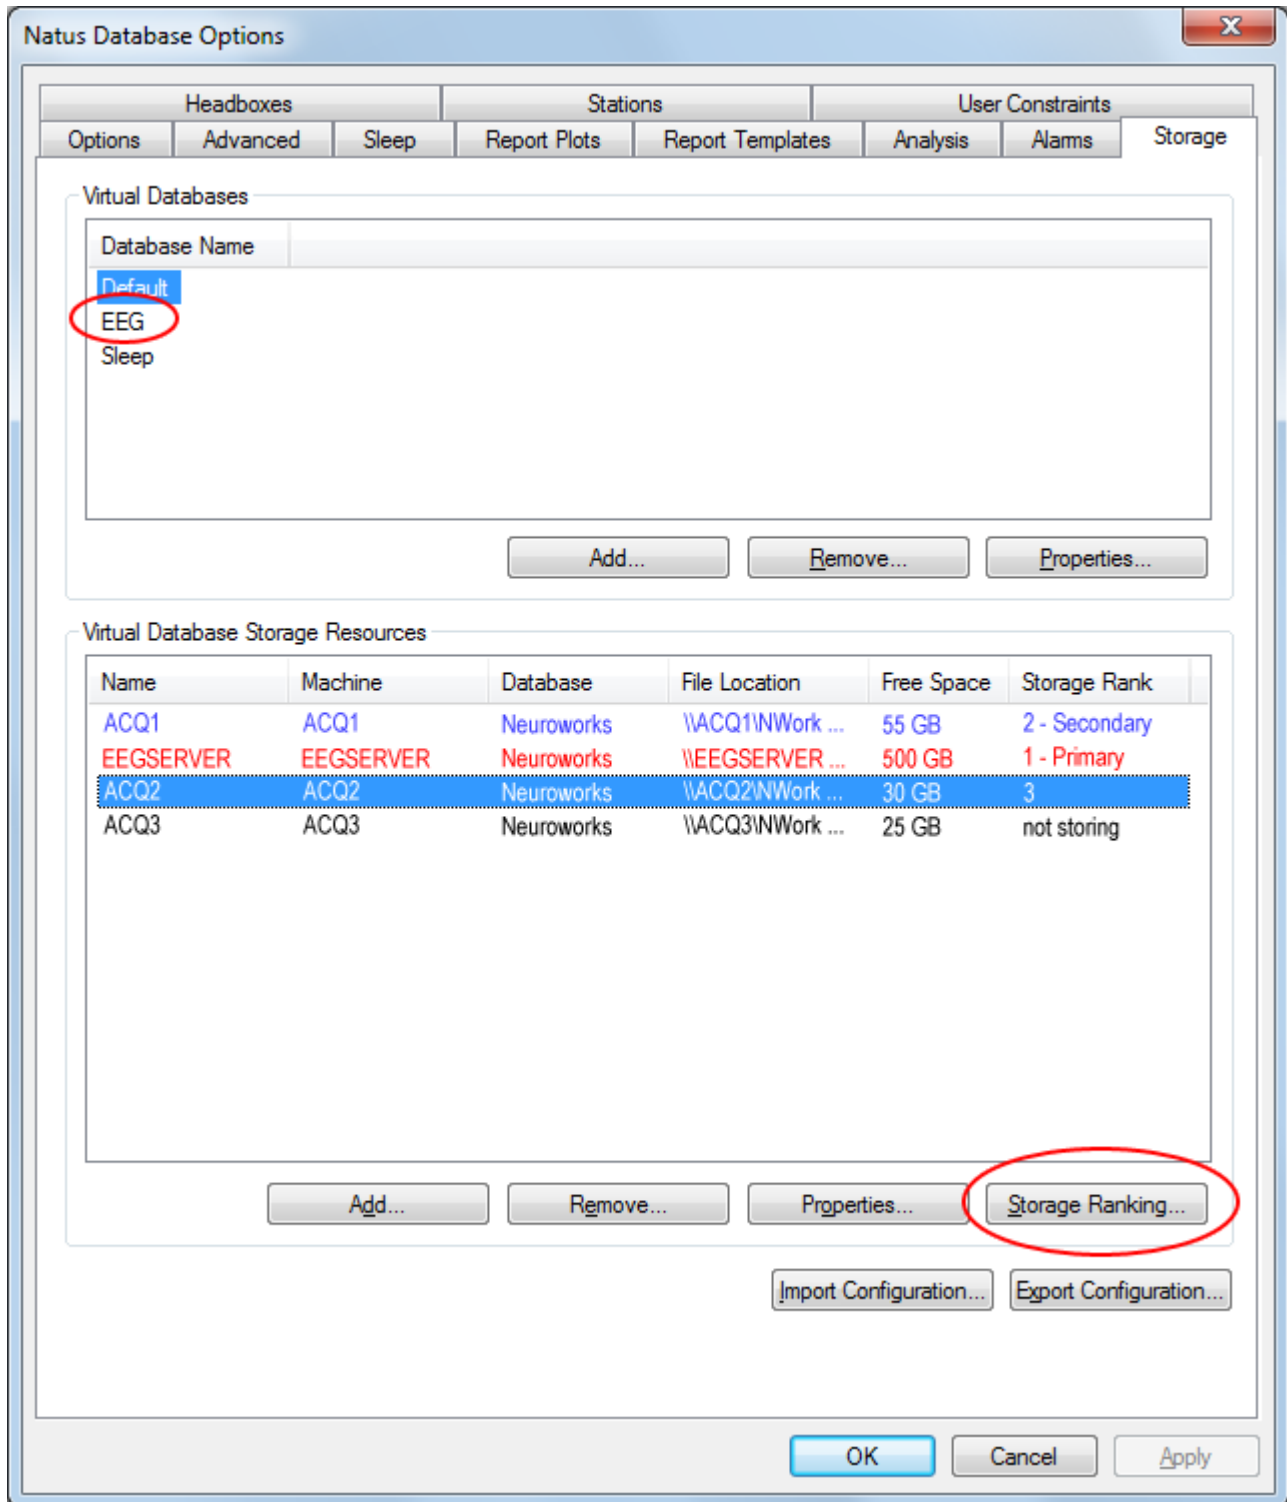 Natus Database Options
Headboxes Stations User Constraints
Options Advanced Sleep Report Plots Report Templates Analysis Alarms Storage
Virtual Databases
Database Name
Default
EEG
Sleep
Add... Remove... Properties...
Virtual Database Storage Resources
Name Machine Database File Location Free Space Storage Rank
ACQ1 ACQ1 Neuroworks \\ACQ1\NWork ... 55 GB 2 - Secondary
EEGSERVER EEGSERVER Neuroworks \\EEGSERVER ... 500 GB 1 - Primary
ACQ2 ACQ2 Neuroworks \\ACQ2\NWork ... 30 GB 3
ACQ3 ACQ3 Neuroworks \\ACQ3\NWork ... 25 GB not storing
Add... Remove... Properties... Storage Ranking...
Import Configuration... Export Configuration...
OK Cancel Apply